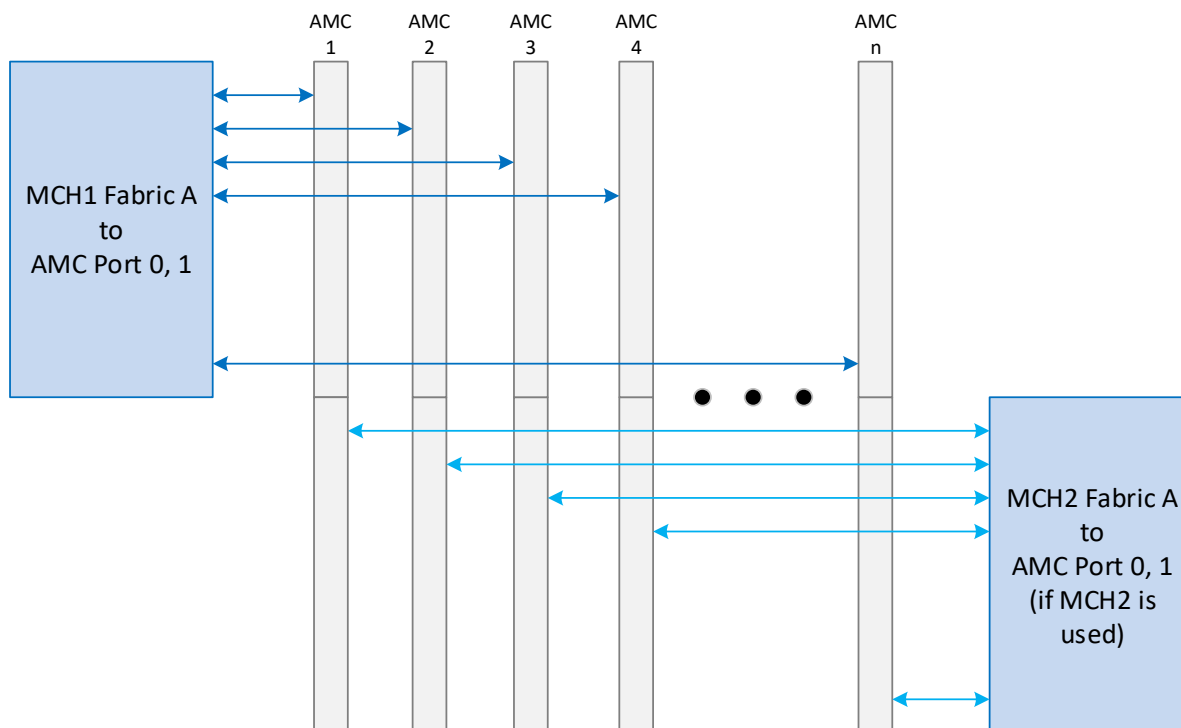 AMC
1
AMC
2
AMC
3
AMC
4
AMC
n
MCH1 Fabric A
to
AMC Port 0, 1
MCH2 Fabric A
to
AMC Port 0, 1
(if MCH2 is
used)